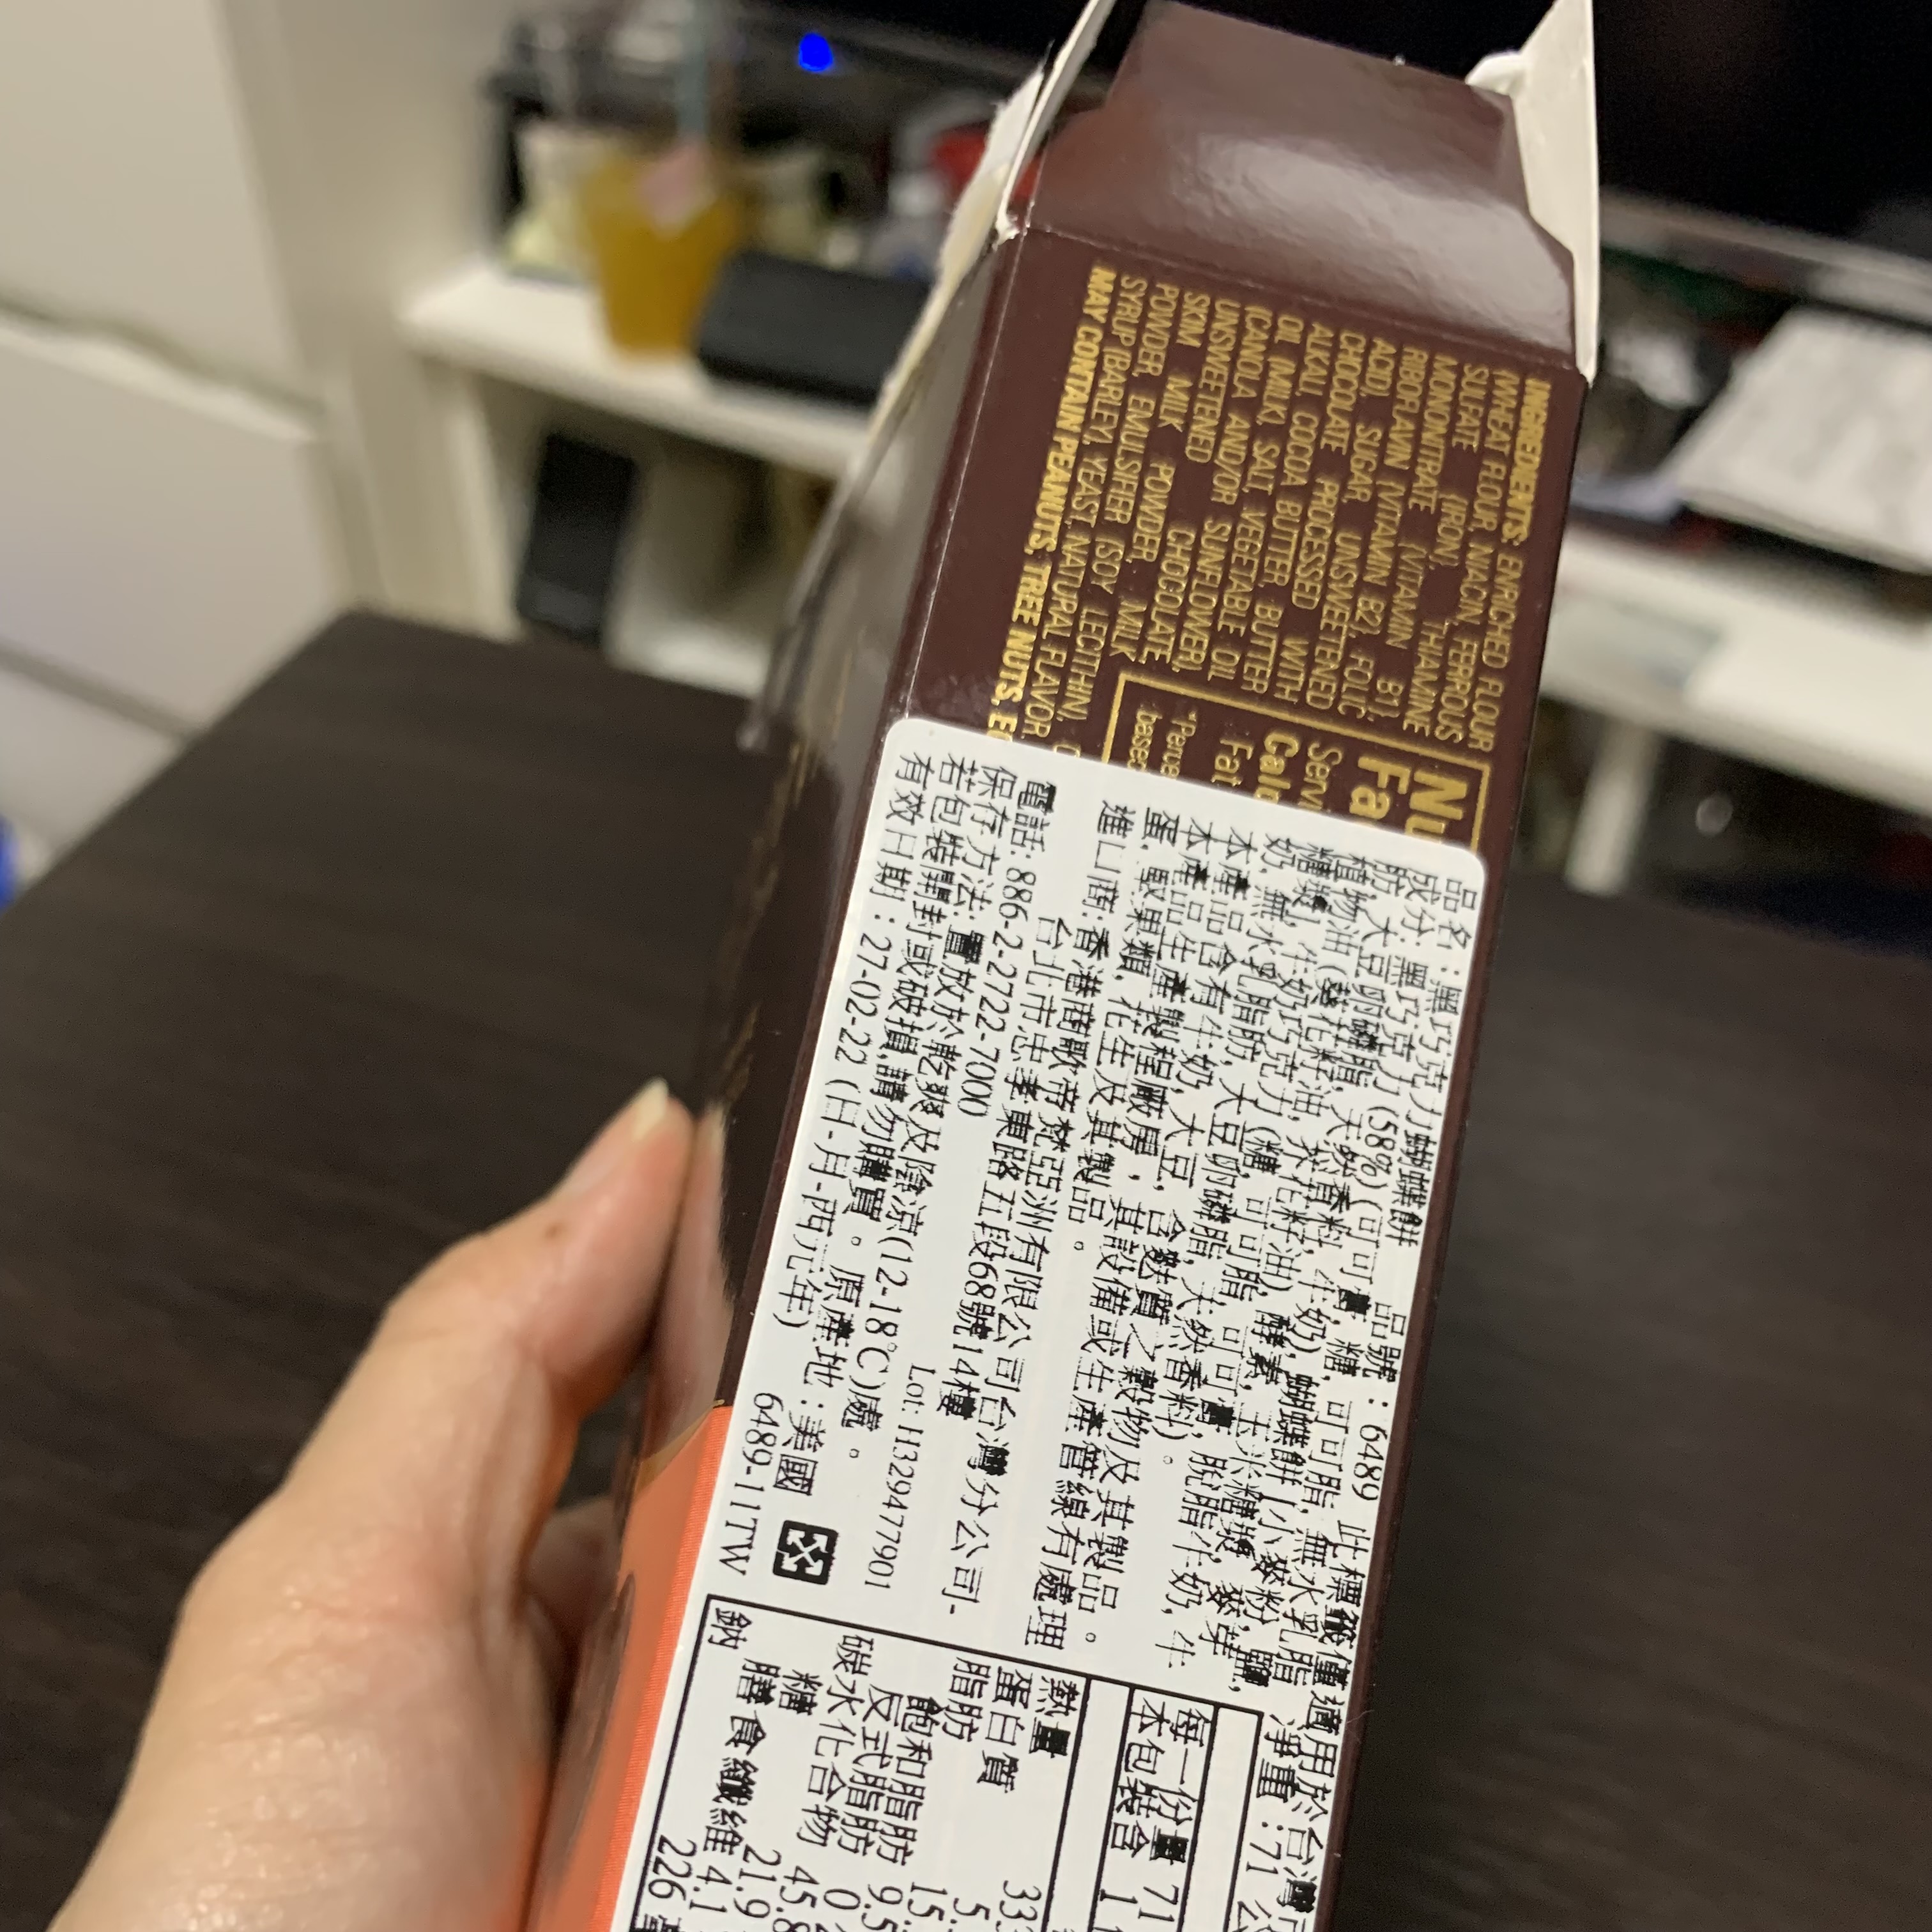 INGREDIENTS: ENRICHED FLOUR
(WHEAT FLOUR, NIACIN, FERROUS
SULFATE (IRON), THIAMINE
MONONITRATE (VITAMIN B1),
RIBOFLAVIN (VITAMIN B2), FOLIC
ACID), SUGAR, UNSWEETENED
CHOCOLATE PROCESSED WITH
ALKALI, COCOA BUTTER, BUTTER
OIL (MILK), SALT, VEGETABLE OIL
(CANOLA AND/OR SUNFLOWER),
UNSWEETENED CHOCOLATE,
SKIM MILK POWDER, MILK
POWDER, EMULSIFIER (SOY LECITHIN),
SYRUP (BARLEY), YEAST, NATURAL FLAVOR.
MAY CONTAIN PEANUTS, TREE NUTS,
Nu
Fa
Servi
Calo
Fat
*Perce
based
品名:黑巧克力蝴蝶餅 品號:6489 此標籤僅適用於台灣
成分:黑巧克力(58%)(可可膏,糖,可可脂,無水乳脂 淨重:71
肪,大豆卵磷脂,天然香料,牛奶),蝴蝶餅[小麥粉,鹽,
植物油(葵花籽油,芥花籽油),酵素,玉米糖漿,麥芽
糖漿],牛奶巧克力(糖,可可脂,可可膏,脫脂牛奶,牛
奶,無水乳脂肪,大豆卵磷脂,天然香料)。
本產品含有牛奶,大豆,含麩質之穀物及其製品。
本產品生產製程廠房,其設備或生產管線有處理
蛋,堅果類,花生及其製品。
進口商:香港商歌帝梵亞洲有限公司台灣分公司-
台北市忠孝東路五段68號14樓
電話:886-2-2722-7000 Lot: H329477901
保存方法:置放於乾爽及陰涼(12-18°C)處。
若包裝開封或破損,請勿購買。原產地:美國
有效日期:27-02-22 (日-月-西元年) 6489-11TW
每一份量 71
本包裝含 1
熱量 333
蛋白質 5.
脂肪 15.
飽和脂肪 9.5
反式脂肪 0
碳水化合物 45.8
糖 21.9
膳食纖維 4.1
鈉 226